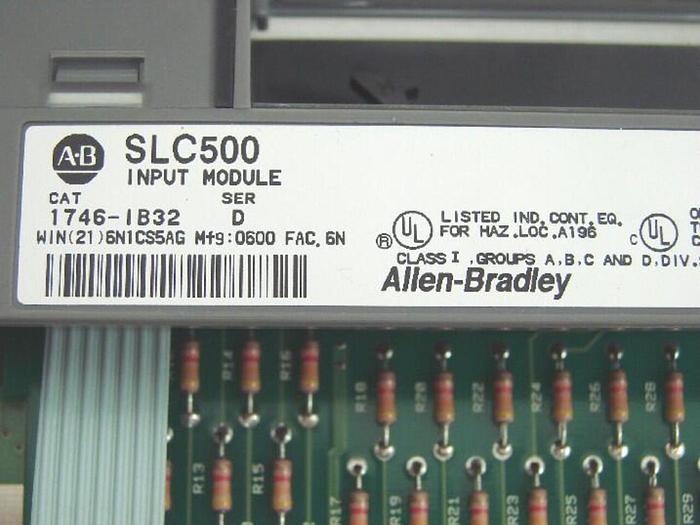 A·B SLC500
INPUT MODULE
CAT SER
1746-IB32 D
WIN(21)6N1CS5AG Mfg:0600 FAC. 6N
® UL LISTED IND. CONT. EQ.
FOR HAZ. LOC. A196
C UL
CLASS I, GROUPS A, B, C AND D, DIV.
Allen-Bradley
R14 R16 R18 R20 R22 R24 R26 R28
R13 R15 R17 R19 R21 R23 R25 R27 R29